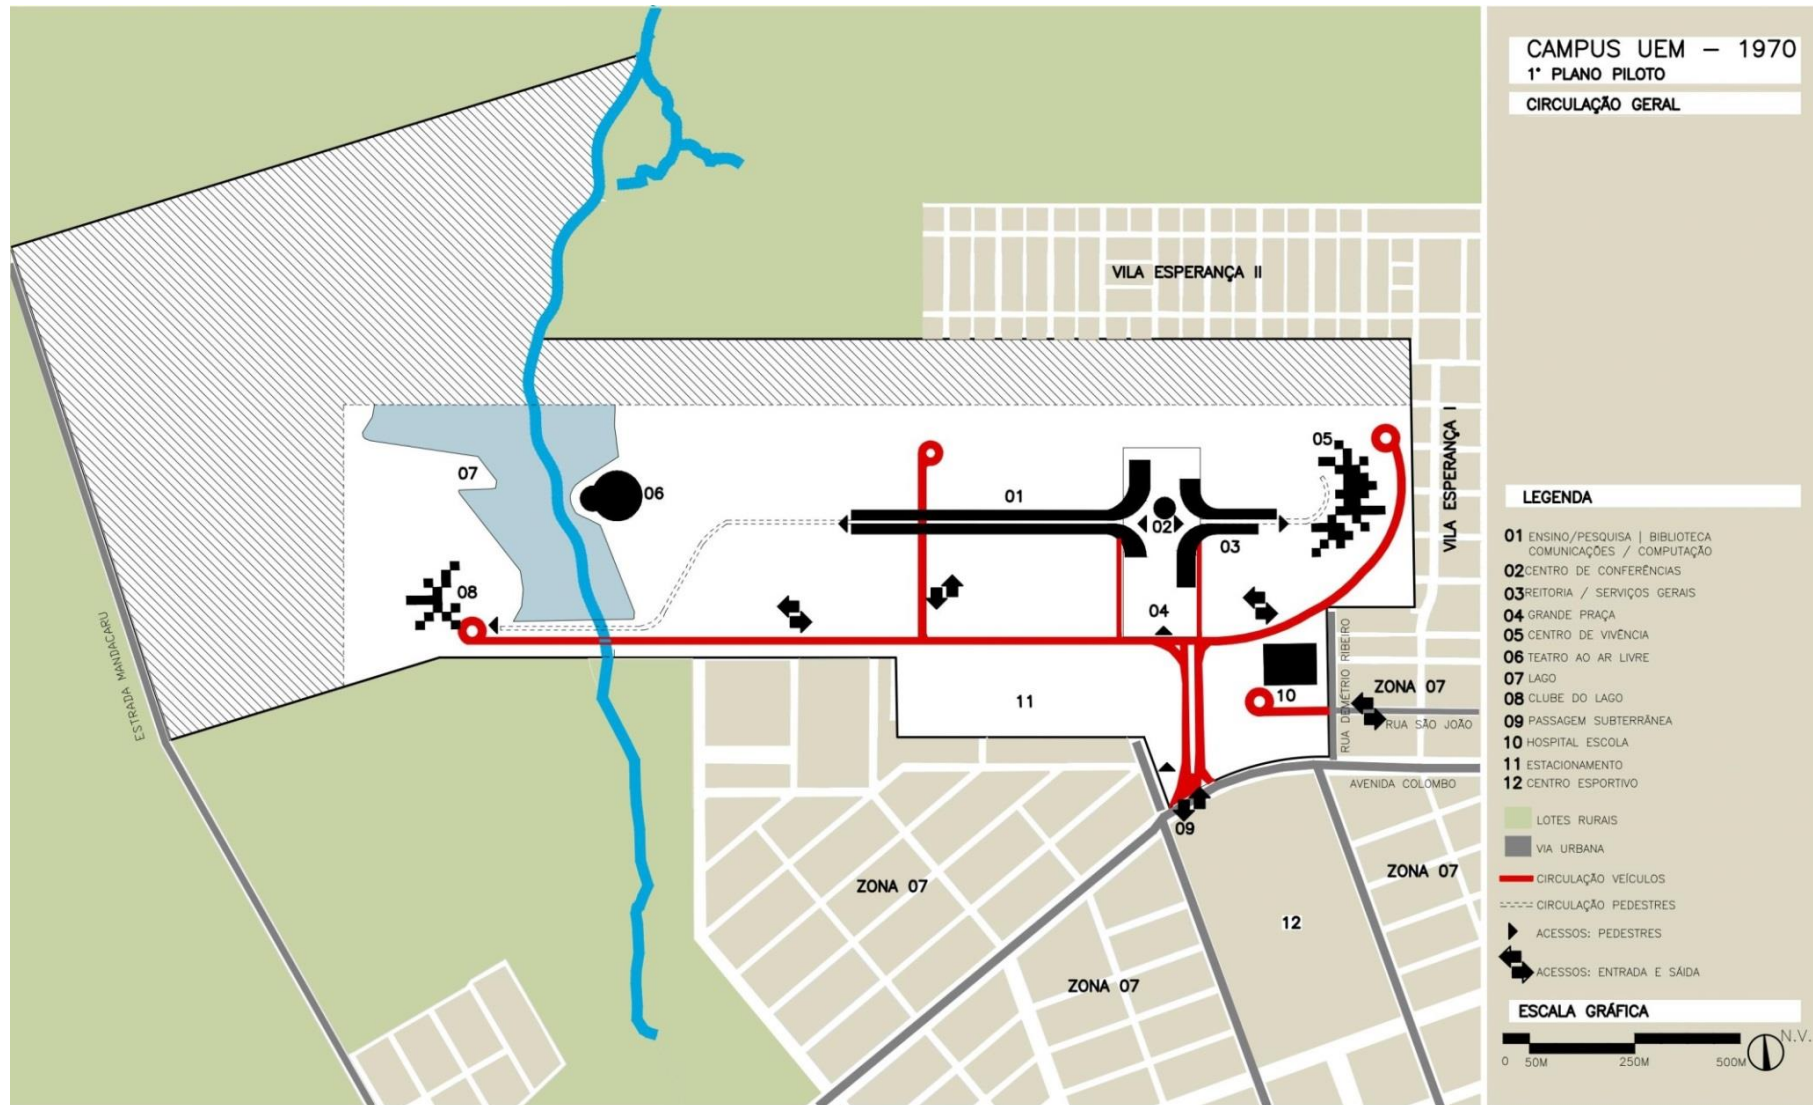 CAMPUS UEM – 1970
1° PLANO PILOTO
CIRCULAÇÃO GERAL
VILA ESPERANÇA II
VILA ESPERANÇA I
05
07
06
01
02
03
08
04
ESTRADA MANDACARU
11
10
RUA DEMÉTRIO RIBEIRO
ZONA 07
RUA SÃO JOÃO
AVENIDA COLOMBO
09
ZONA 07
ZONA 07
12
ZONA 07
LEGENDA
01 ENSINO/PESQUISA | BIBLIOTECA
COMUNICAÇÕES / COMPUTAÇÃO
02 CENTRO DE CONFERÊNCIAS
03 REITORIA / SERVIÇOS GERAIS
04 GRANDE PRAÇA
05 CENTRO DE VIVÊNCIA
06 TEATRO AO AR LIVRE
07 LAGO
08 CLUBE DO LAGO
09 PASSAGEM SUBTERRÂNEA
10 HOSPITAL ESCOLA
11 ESTACIONAMENTO
12 CENTRO ESPORTIVO
LOTES RURAIS
VIA URBANA
CIRCULAÇÃO VEÍCULOS
CIRCULAÇÃO PEDESTRES
ACESSOS: PEDESTRES
ACESSOS: ENTRADA E SÁIDA
ESCALA GRÁFICA
N.V.
0 50M 250M 500M